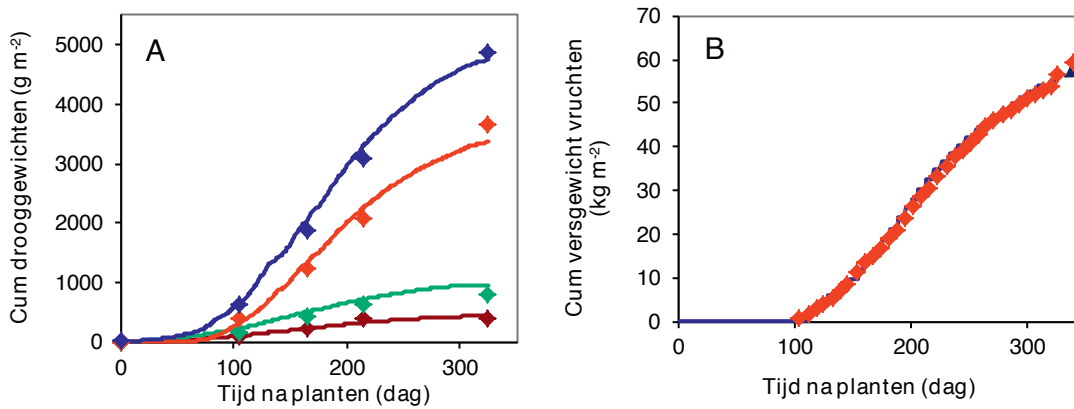 A
Cum drooggewichten (g m-2)
5000
4000
3000
2000
1000
0
0 100 200 300
Tijd na planten (dag)
B
Cum versgewicht vruchten
(kg m-2)
70
60
50
40
30
20
10
0
0 100 200 300
Tijd na planten (dag)